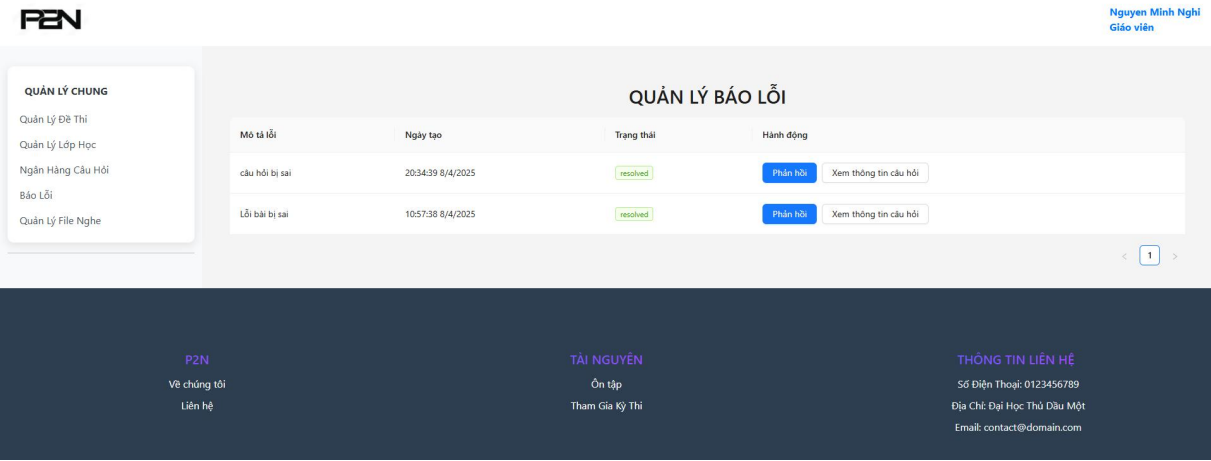 P2N
Nguyen Minh Nghi
Giáo viên
QUẢN LÝ CHUNG
Quản Lý Đề Thi
Quản Lý Lớp Học
Ngân Hàng Câu Hỏi
Báo Lỗi
Quản Lý File Nghe
QUẢN LÝ BÁO LỖI
Mô tả lỗi Ngày tạo Trạng thái Hành động
câu hỏi bị sai 20:34:39 8/4/2025 resolved Phản hồi Xem thông tin câu hỏi
Lỗi bài bị sai 10:57:38 8/4/2025 resolved Phản hồi Xem thông tin câu hỏi
< 1 >
P2N
Về chúng tôi
Liên hệ
TÀI NGUYÊN
Ôn tập
Tham Gia Kỳ Thi
THÔNG TIN LIÊN HỆ
Số Điện Thoại: 0123456789
Địa Chỉ: Đại Học Thủ Dầu Một
Email: contact@domain.com